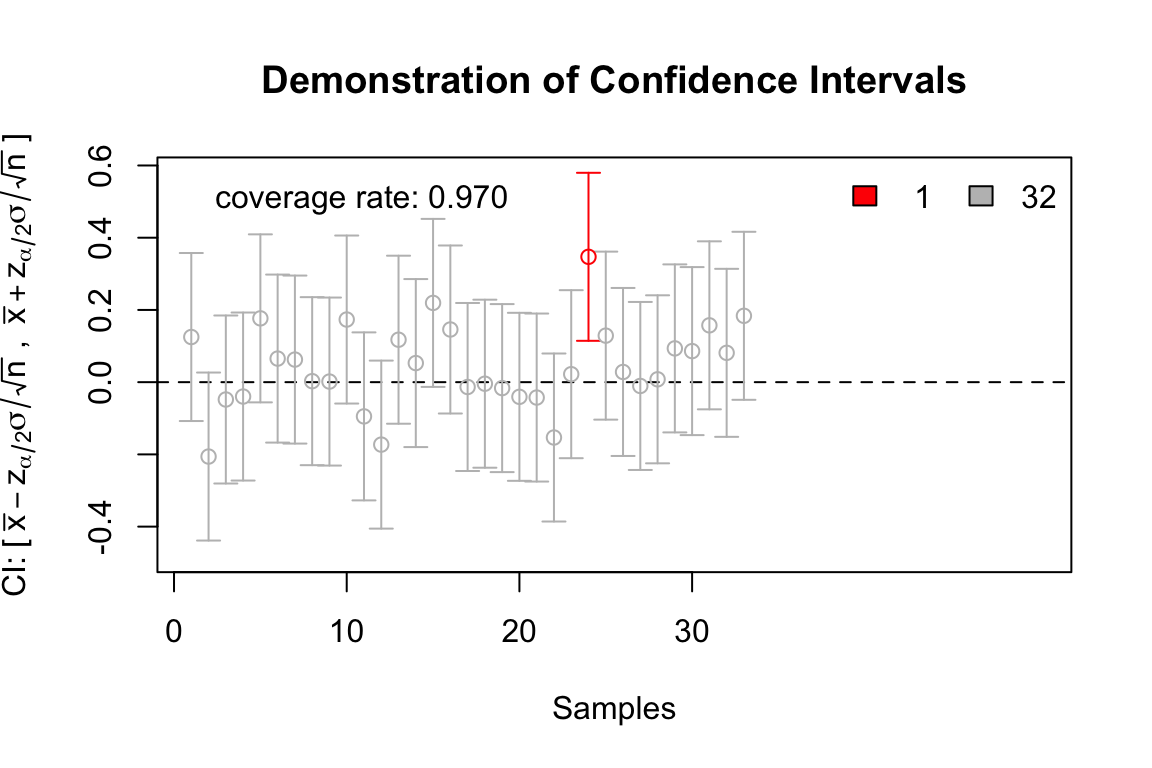 Demonstration of Confidence Intervals
CI: [ x̅ − zα/2σ/√n , x̅ + zα/2σ/√n ]
0.6
0.4
0.2
0.0
-0.4
coverage rate: 0.970
1
32
0 10 20 30
Samples